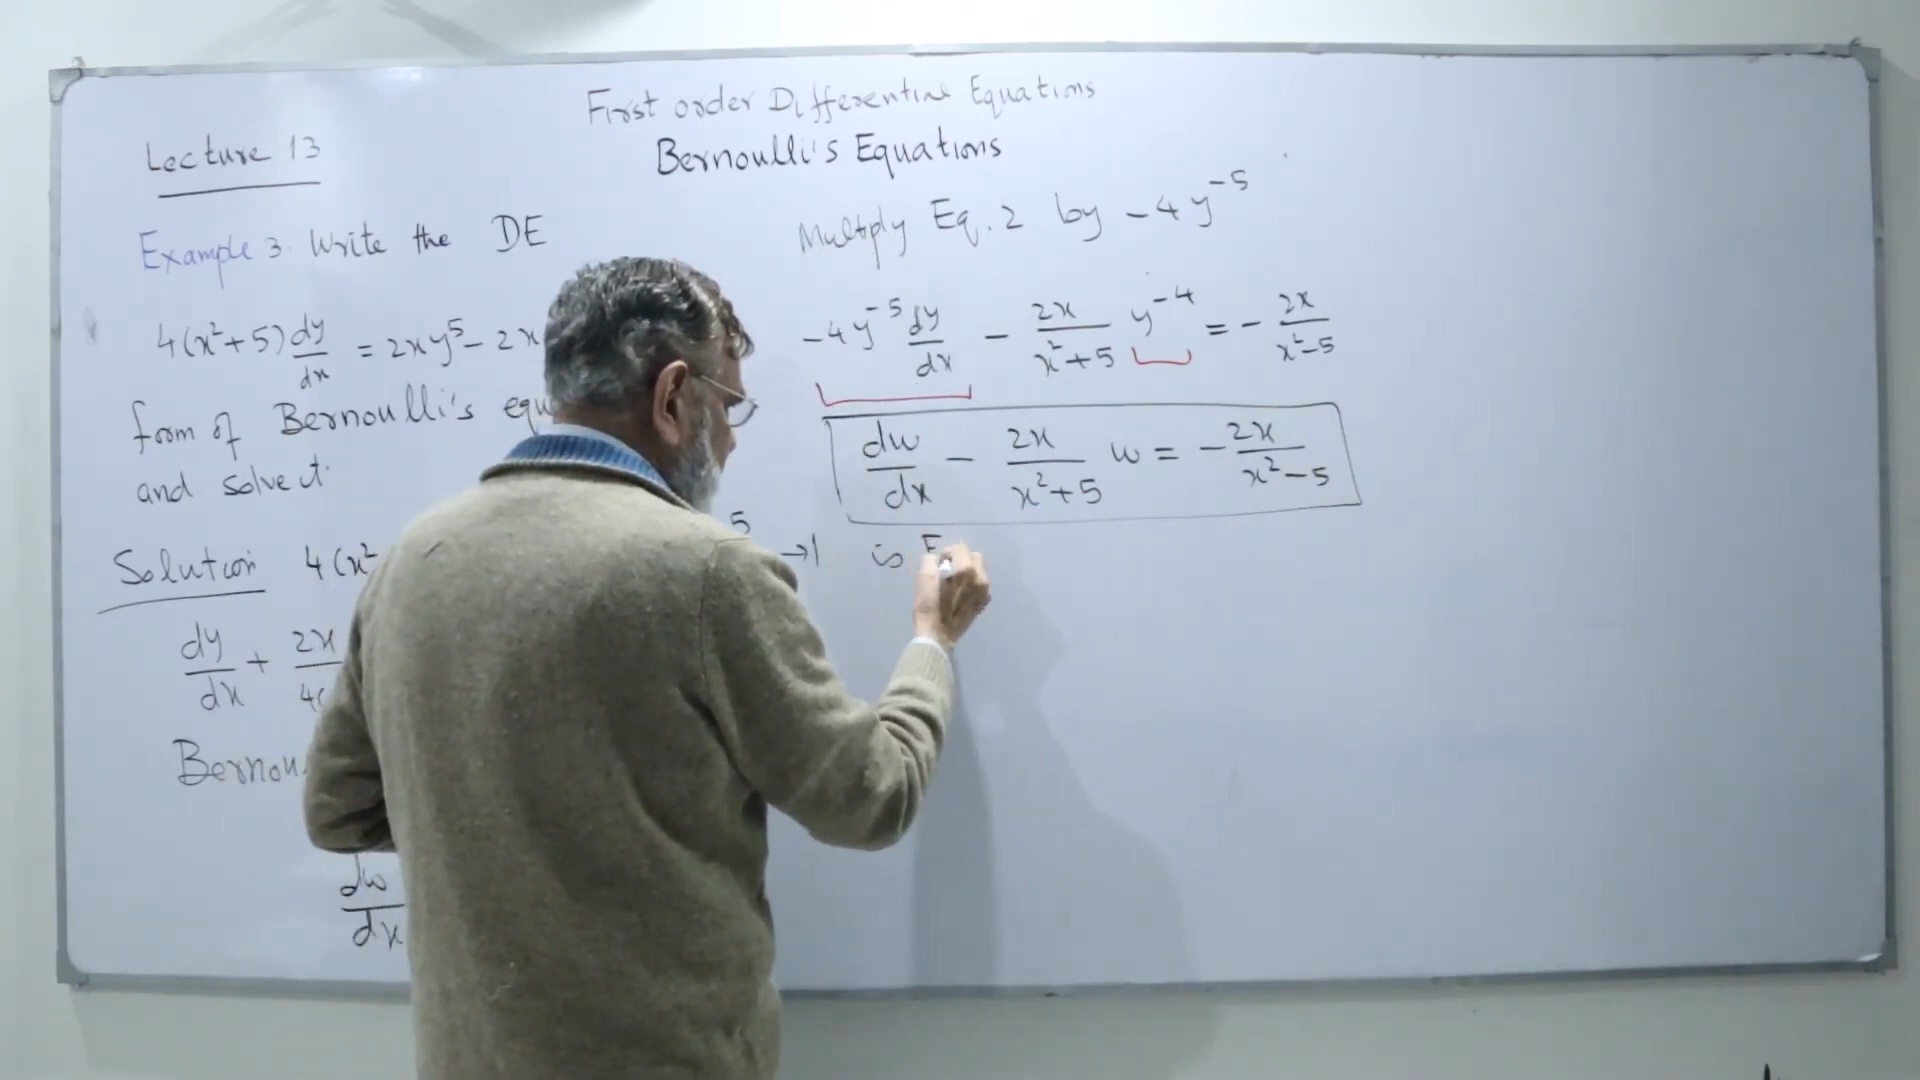 First order Differential Equations
Bernoulli's Equations
Lecture 13
Example 3. Write the DE
4(x²+5) dy/dx = 2xy⁵ - 2x
form of Bernoulli's equ
and solve it
Solution 4(x² 5 →1
dy/dx + 2x/4(
Bernou
dw/dx
Multiply Eq. 2 by -4y⁻⁵
-4y⁻⁵ dy/dx - 2x/(x²+5) y⁻⁴ = - 2x/(x²-5)
dw/dx - 2x/(x²+5) w = - 2x/(x²-5)
is